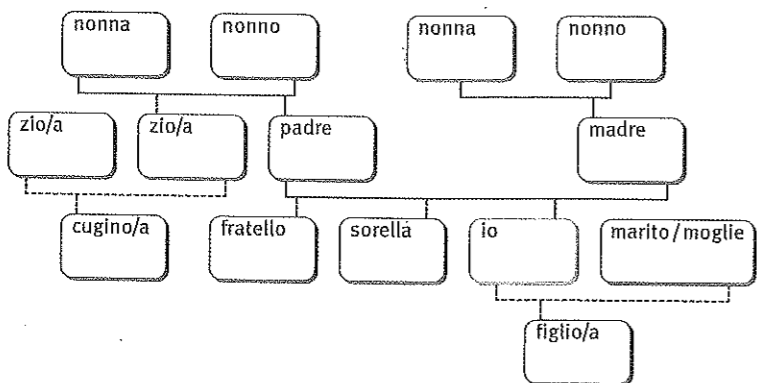 nonna nonno nonna nonno
zio/a zio/a padre madre
cugino/a fratello sorella io marito/moglie
figlio/a